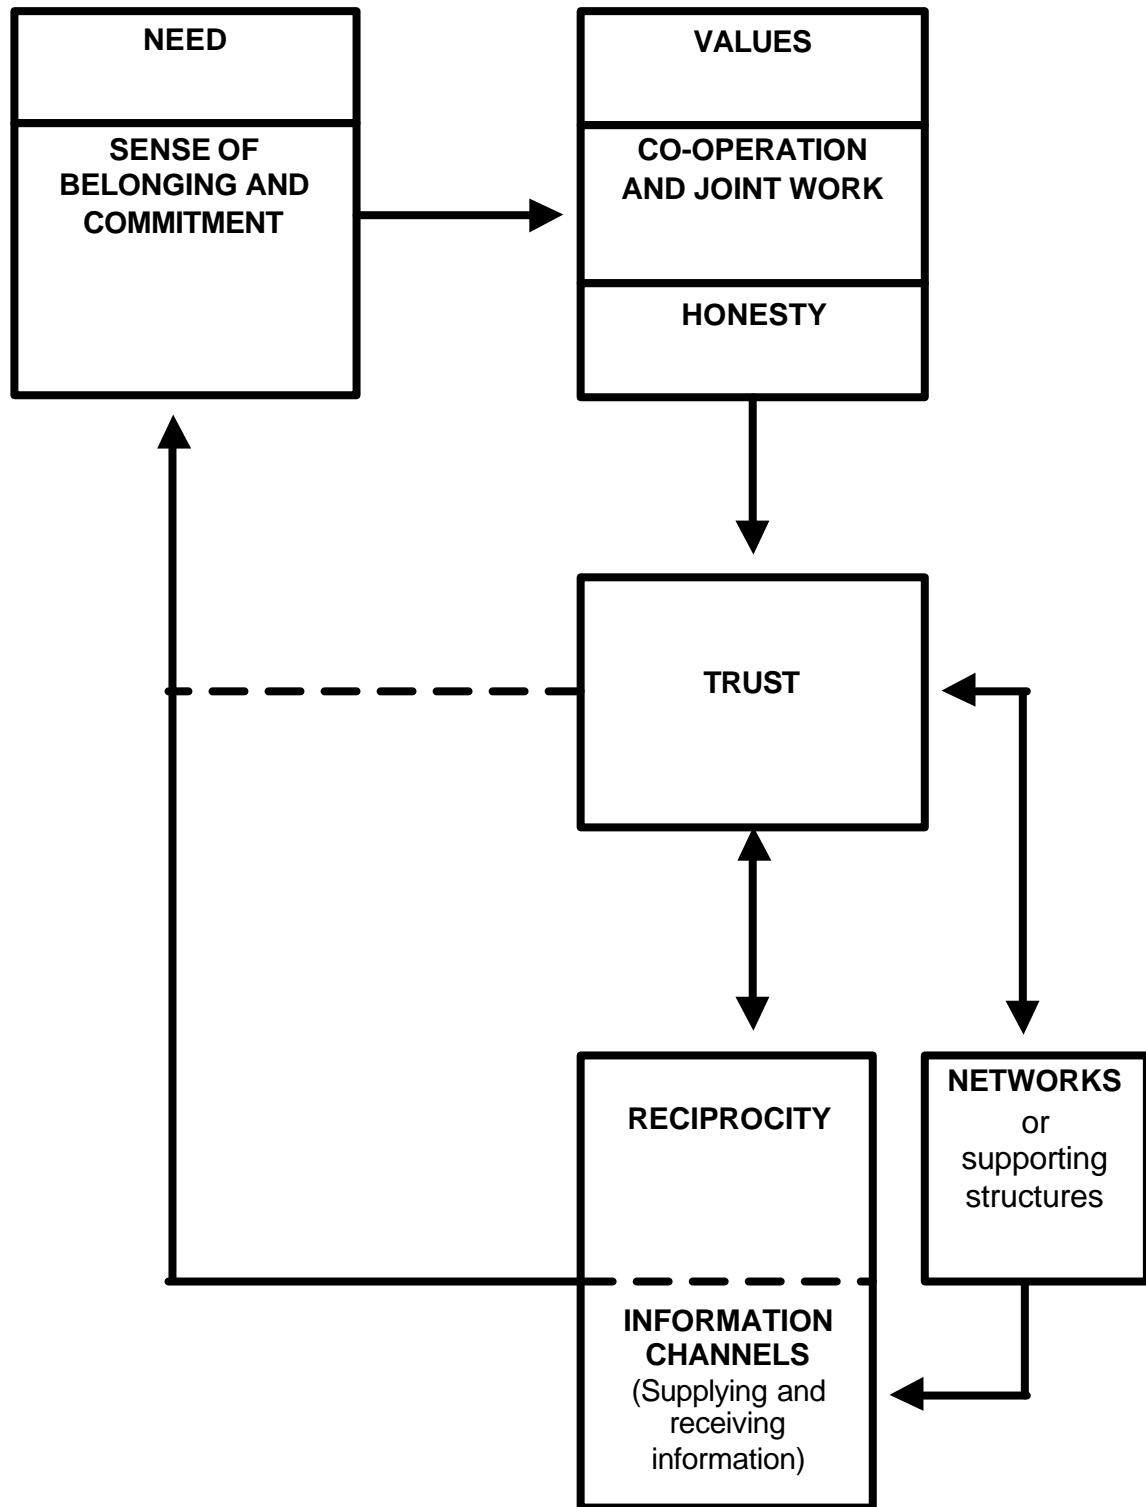 NEED
SENSE OF
BELONGING AND
COMMITMENT
VALUES
CO-OPERATION
AND JOINT WORK
HONESTY
TRUST
RECIPROCITY
INFORMATION
CHANNELS
(Supplying and
receiving
information)
NETWORKS
or
supporting
structures